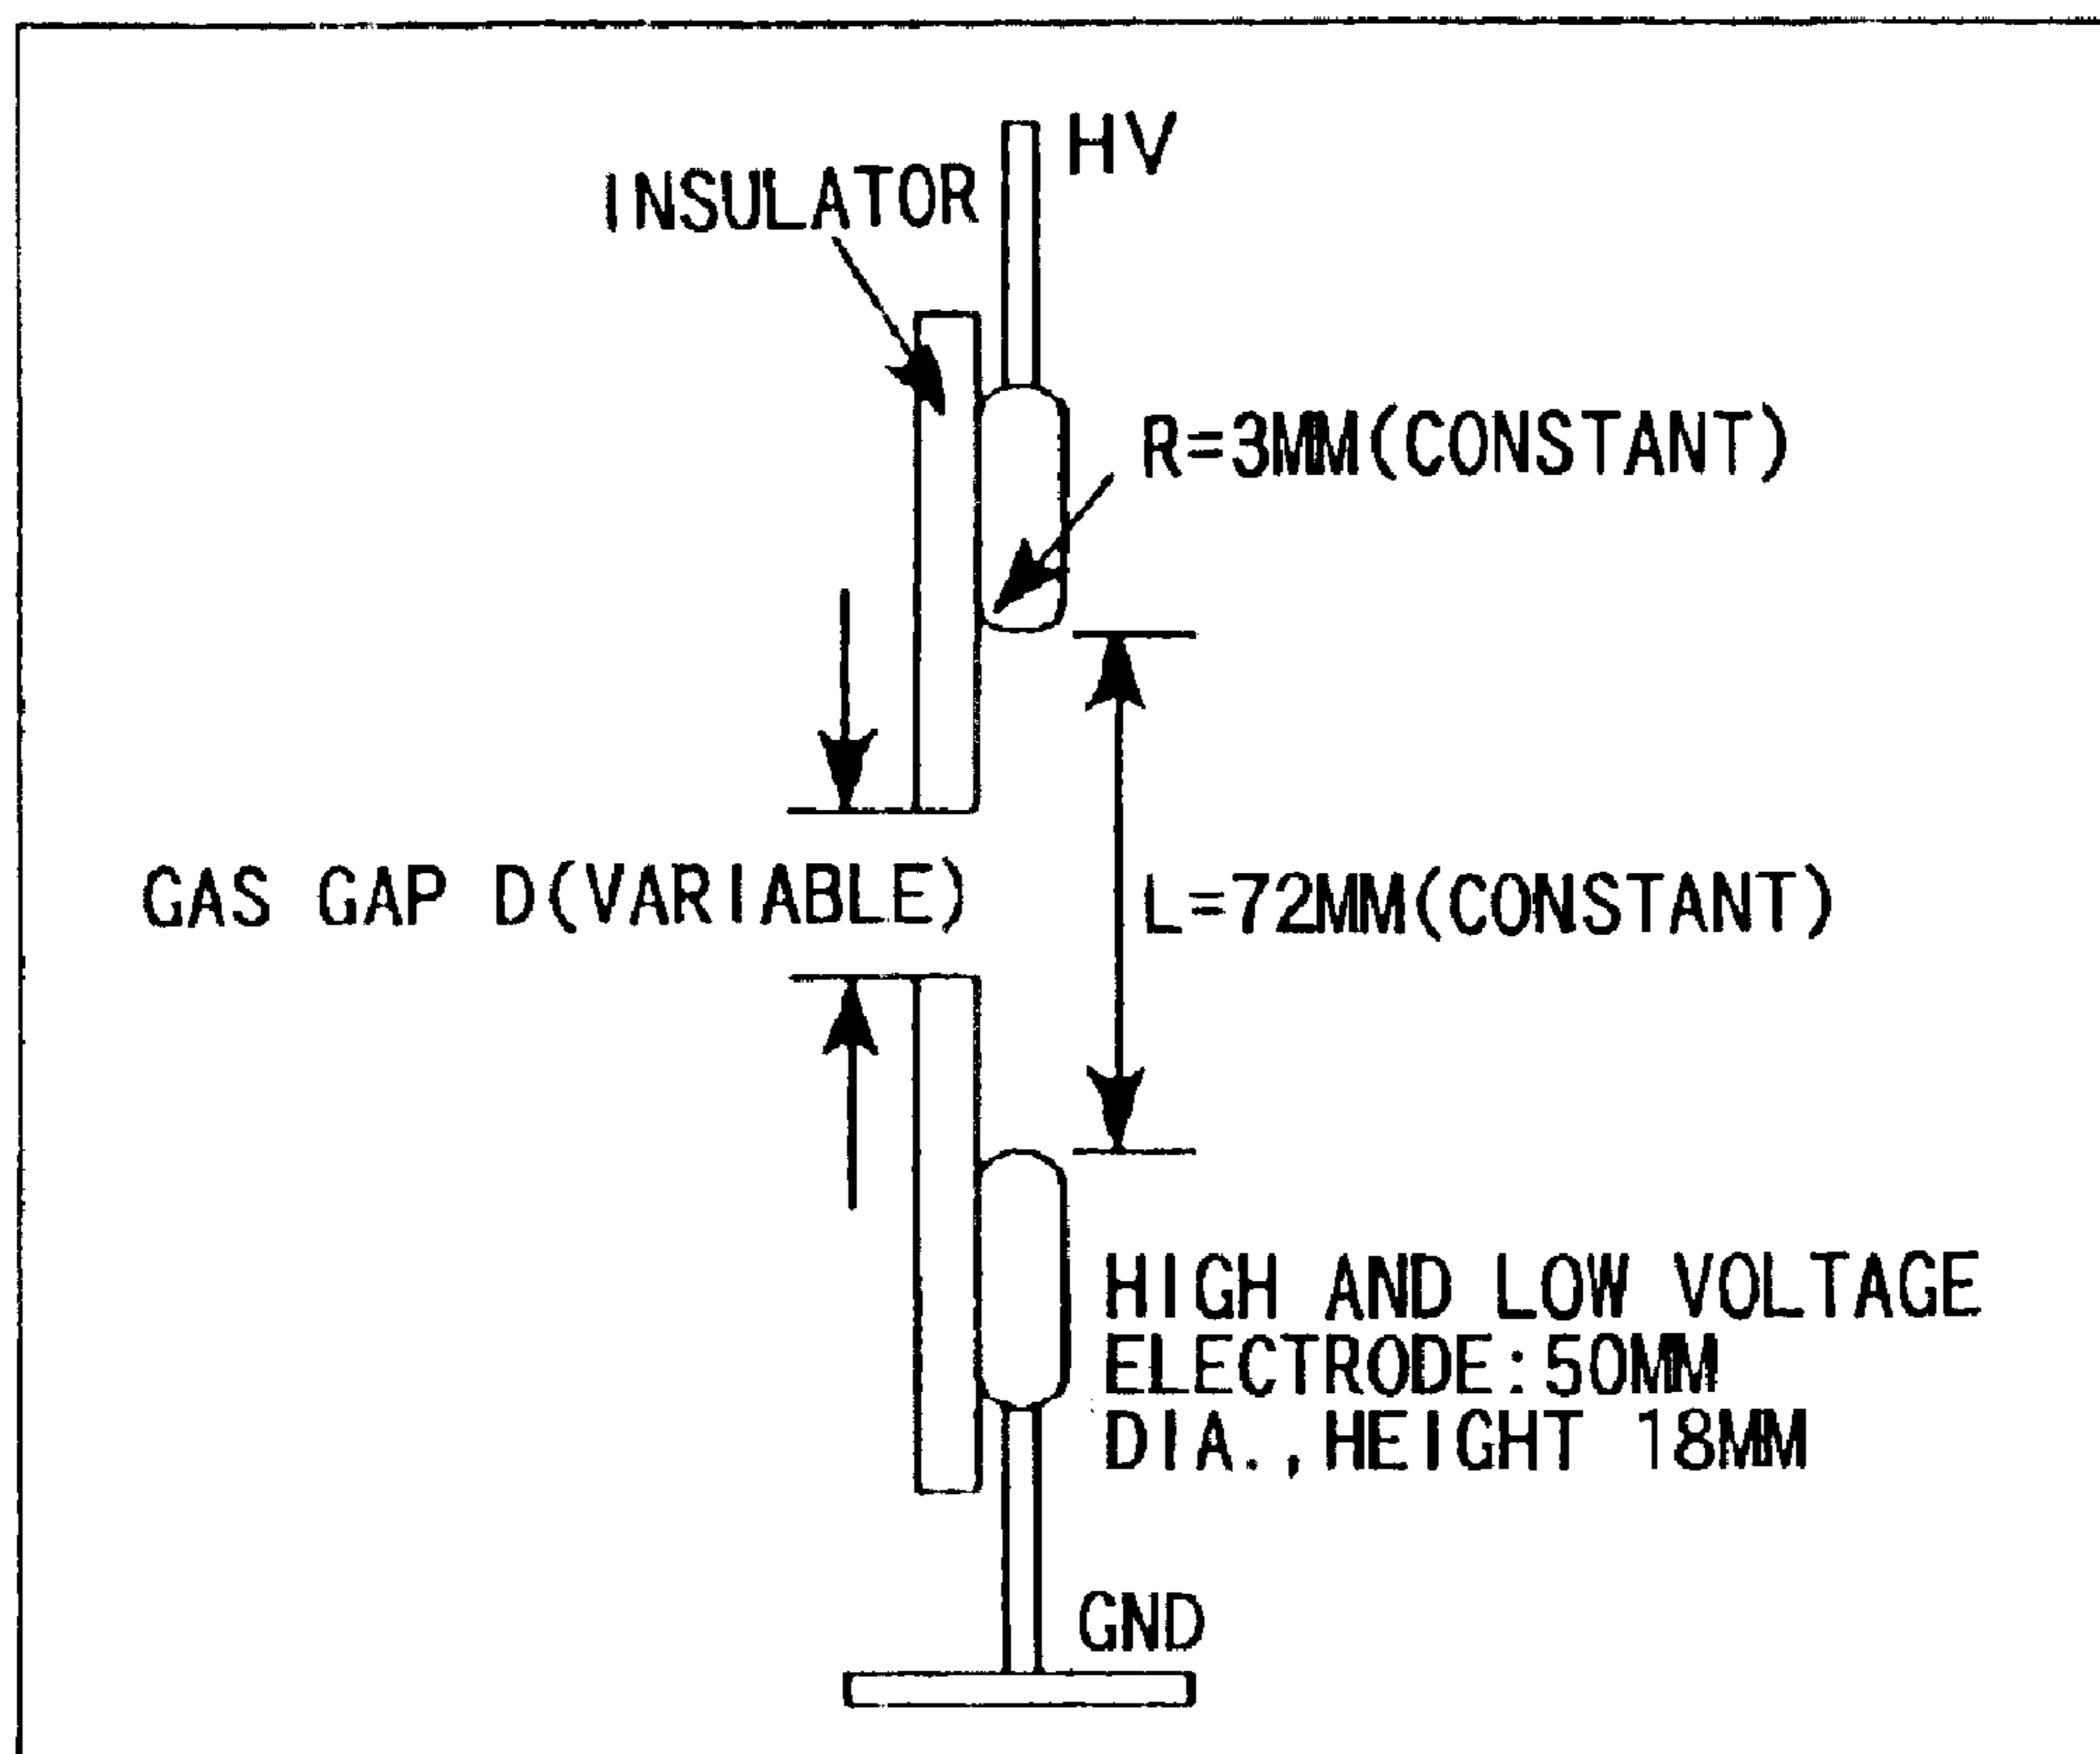 HV
INSULATOR
R=3MM(CONSTANT)
GAS GAP D(VARIABLE)
L=72MM(CONSTANT)
HIGH AND LOW VOLTAGE
ELECTRODE:50MM
DIA.,HEIGHT 18MM
GND